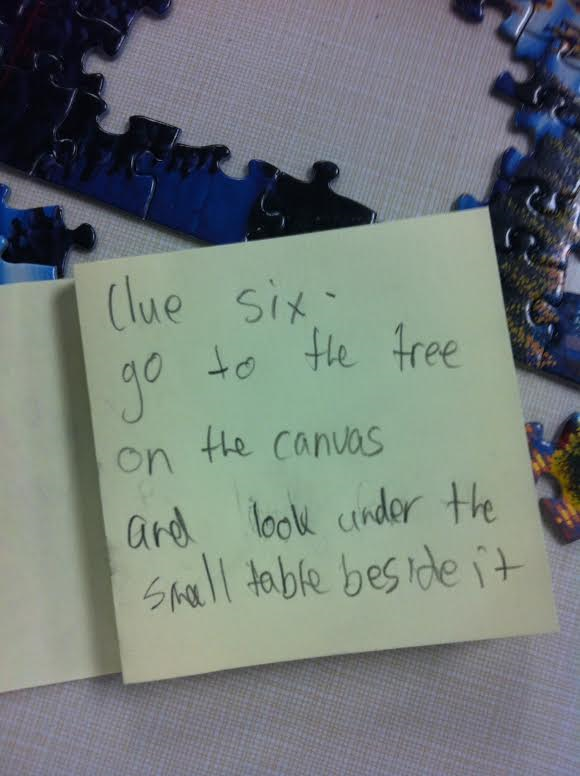 Clue six-
go to the tree
on the canvas
and look under the
small table beside it